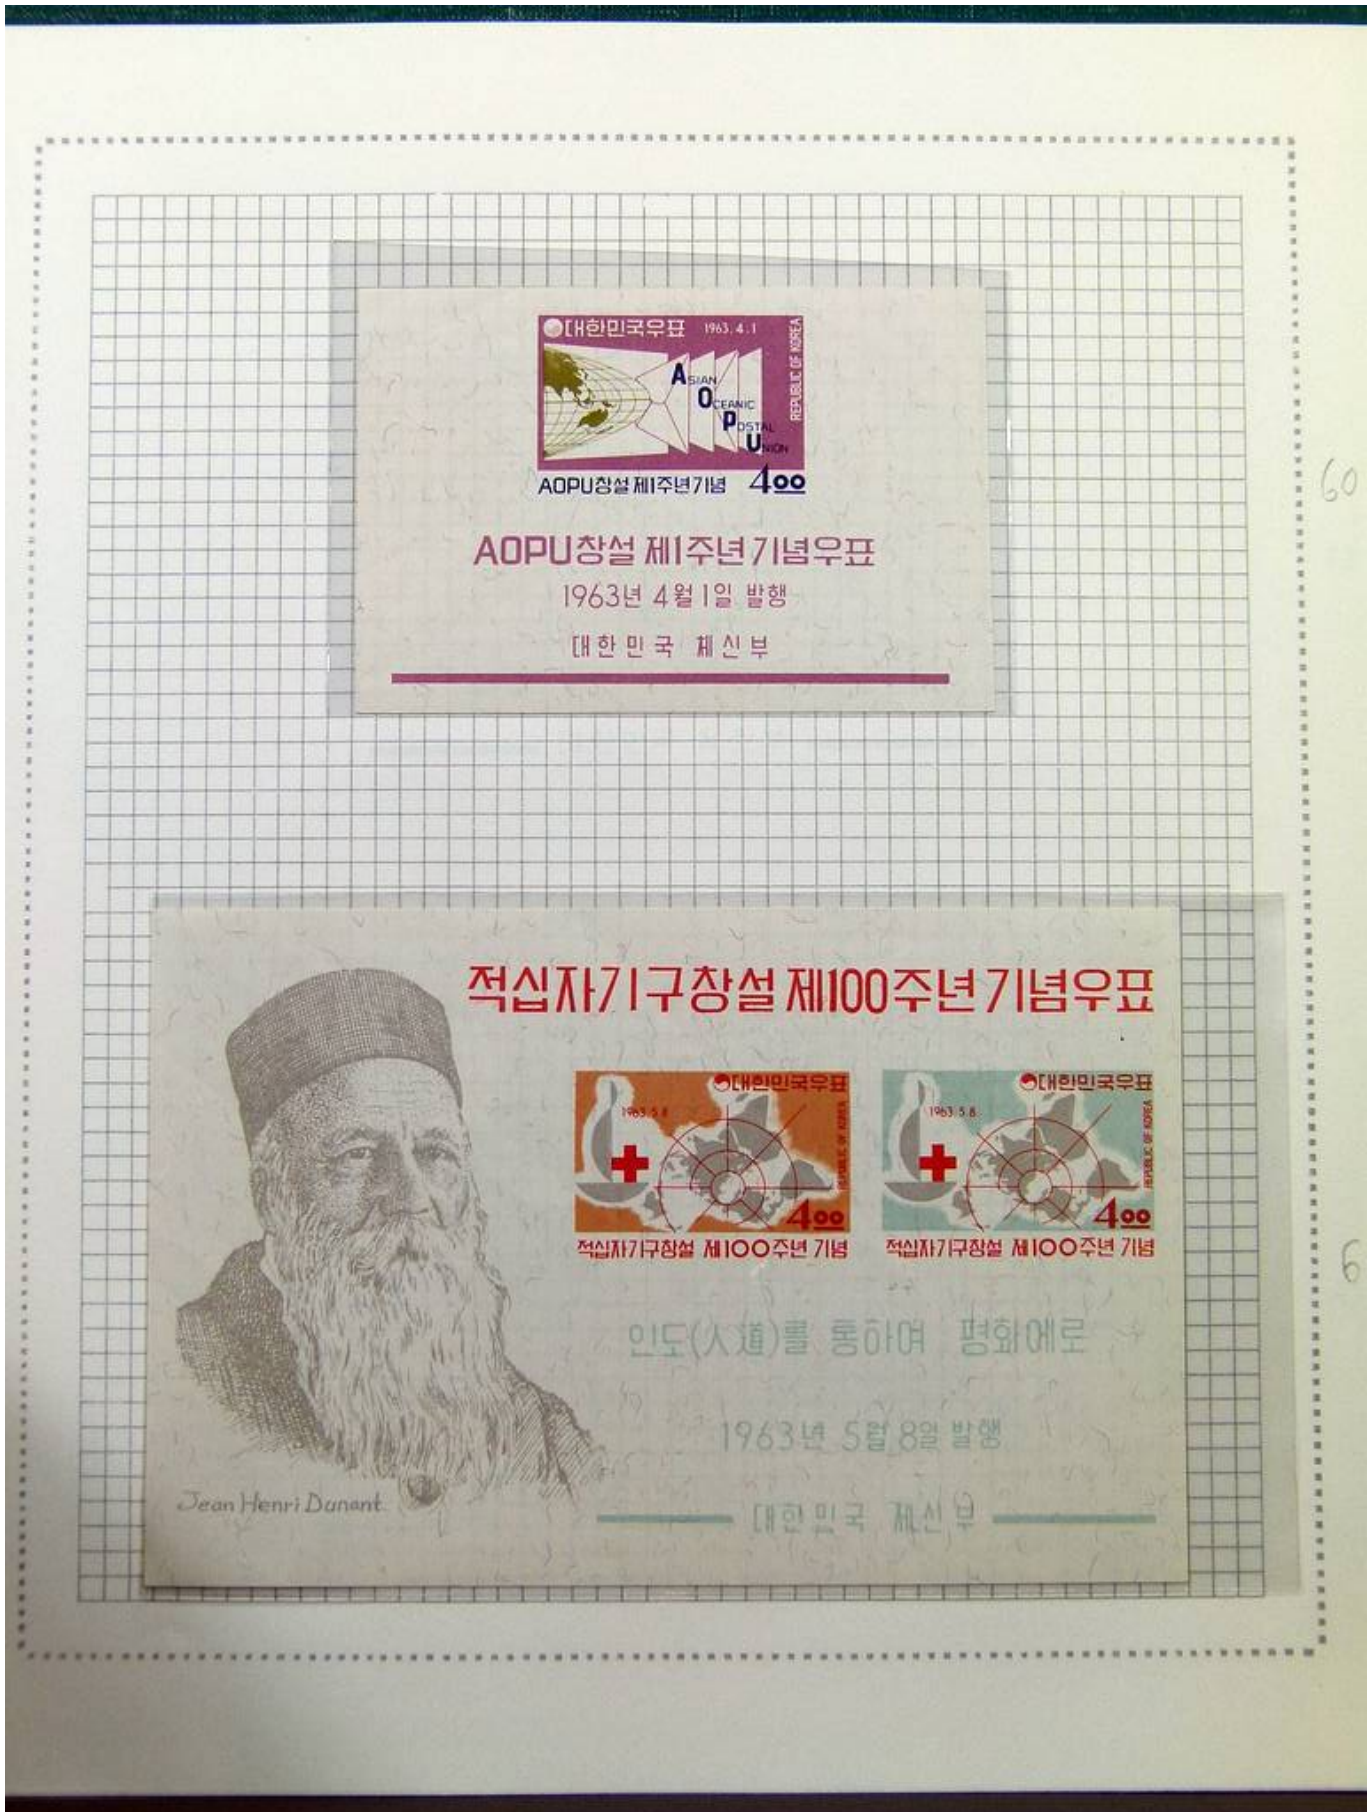 대한민국우표 1963.4.1
REPUBLIC OF KOREA
ASIAN
OCEANIC
POSTAL
UNION
AOPU창설 제1주년기념 400
AOPU창설 제1주년기념우표
1963년 4월 1일 발행
대한민국 체신부
60
적십자기구창설 제100주년기념우표
대한민국우표
1963.5.8
REPUBLIC OF KOREA
400
적십자기구창설 제100주년 기념
대한민국우표
1963.5.8
REPUBLIC OF KOREA
400
적십자기구창설 제100주년 기념
6
인도(人道)를 통하여 평화에로
1963년 5월 8일 발행
Jean Henri Dunant
대한민국 체신부